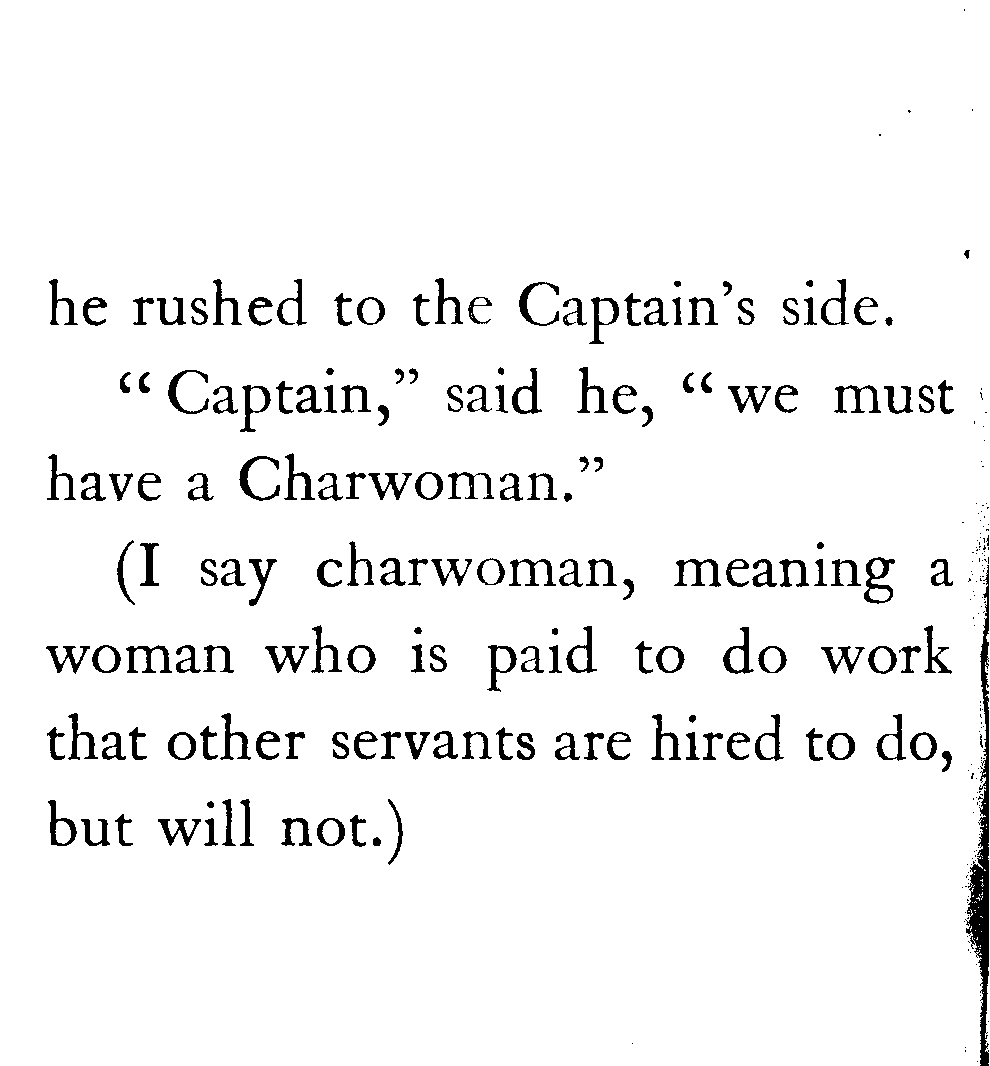 he rushed to the Captain’s side.
“Captain,” said he, “we must
have a Charwoman.”
(I say charwoman, meaning a
woman who is paid to do work
that other servants are hired to do,
but will not.)